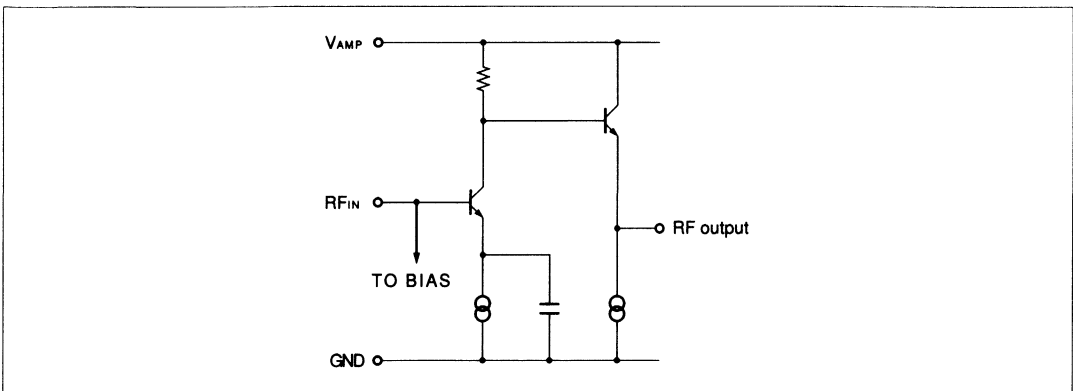 VAMP
RFIN
RF output
TO BIAS
GND